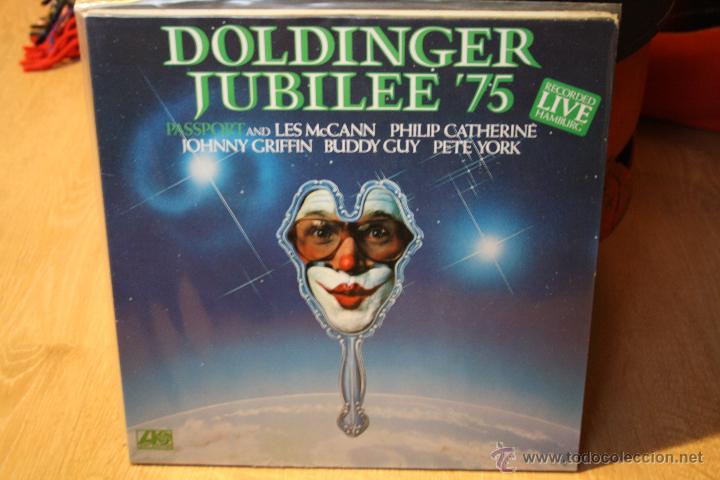 DOLDINGER
JUBILEE '75
RECORDED
LIVE
HAMBURG
PASSPORT AND LES McCANN PHILIP CATHERINE
JOHNNY GRIFFIN BUDDY GUY PETE YORK
© www.todocoleccion.net